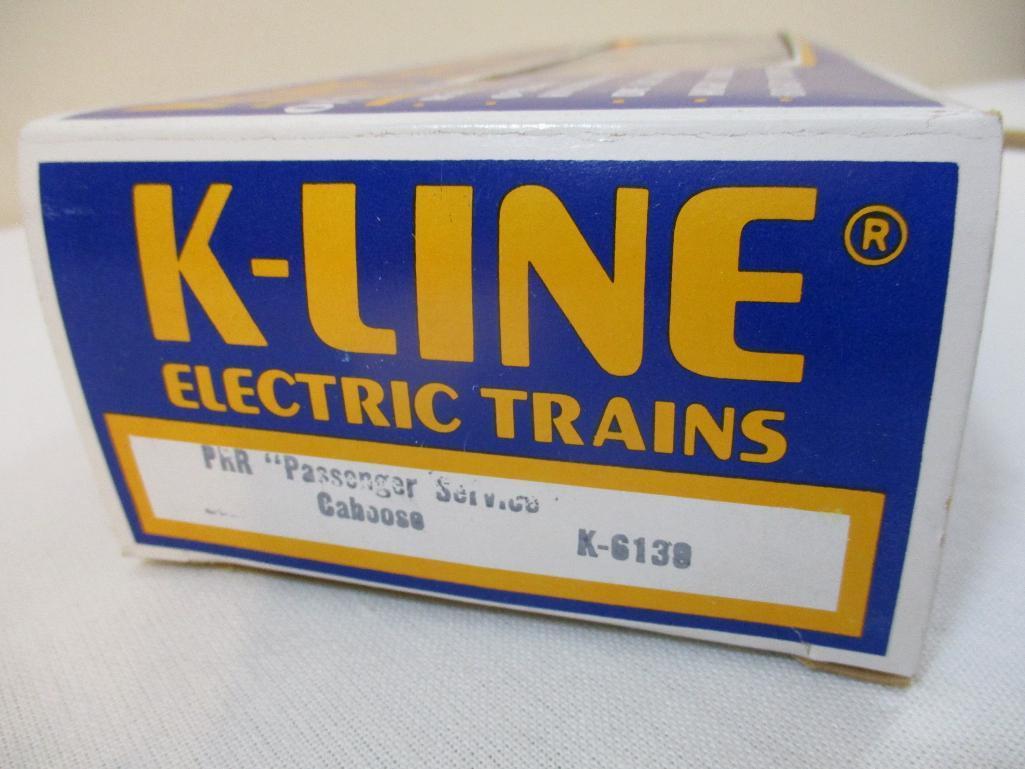 K-LINE ®
ELECTRIC TRAINS
PRR "Passenger Service
Caboose
K-6138